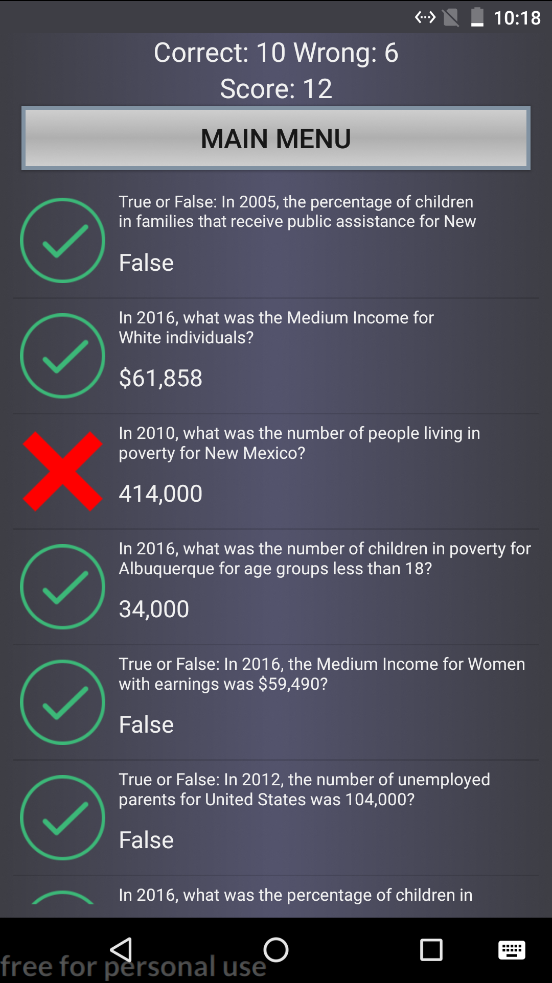 10:18
Correct: 10 Wrong: 6
Score: 12
MAIN MENU
True or False: In 2005, the percentage of children
in families that receive public assistance for New
False
In 2016, what was the Medium Income for
White individuals?
$61,858
In 2010, what was the number of people living in
poverty for New Mexico?
414,000
In 2016, what was the number of children in poverty for
Albuquerque for age groups less than 18?
34,000
True or False: In 2016, the Medium Income for Women
with earnings was $59,490?
False
True or False: In 2012, the number of unemployed
parents for United States was 104,000?
False
In 2016, what was the percentage of children in
free for personal use